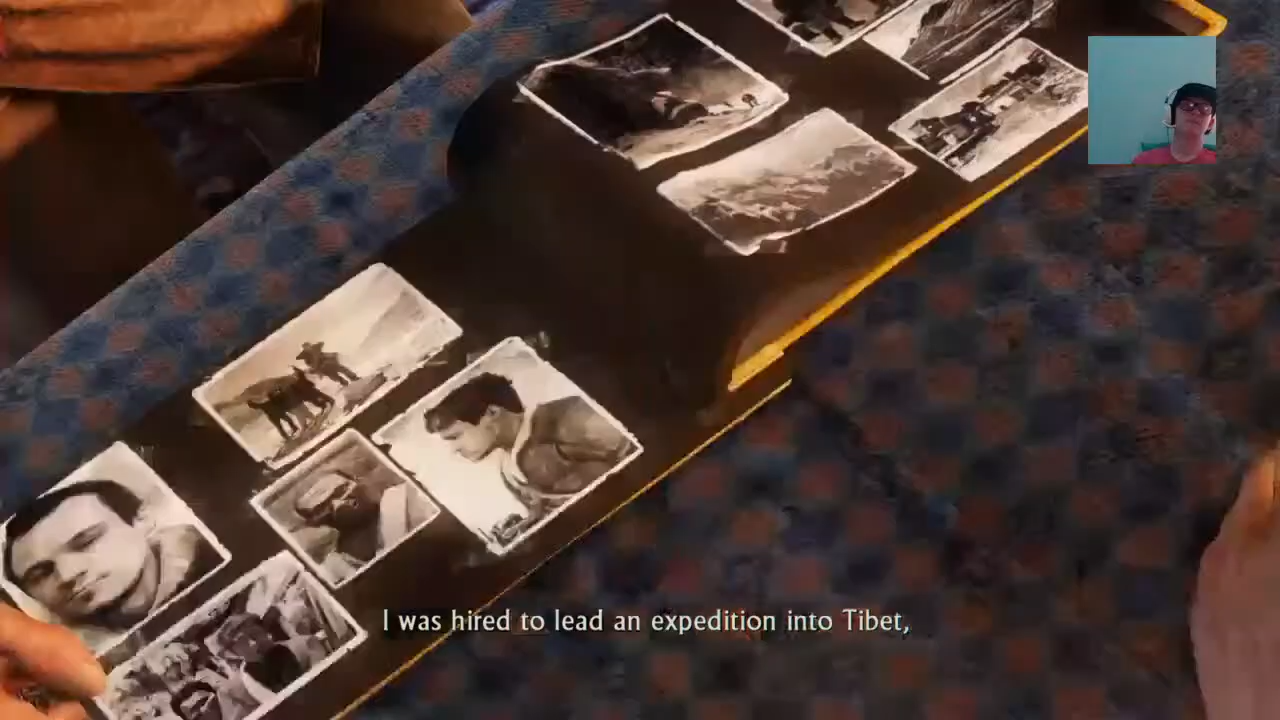 I was hired to lead an expedition into Tibet,